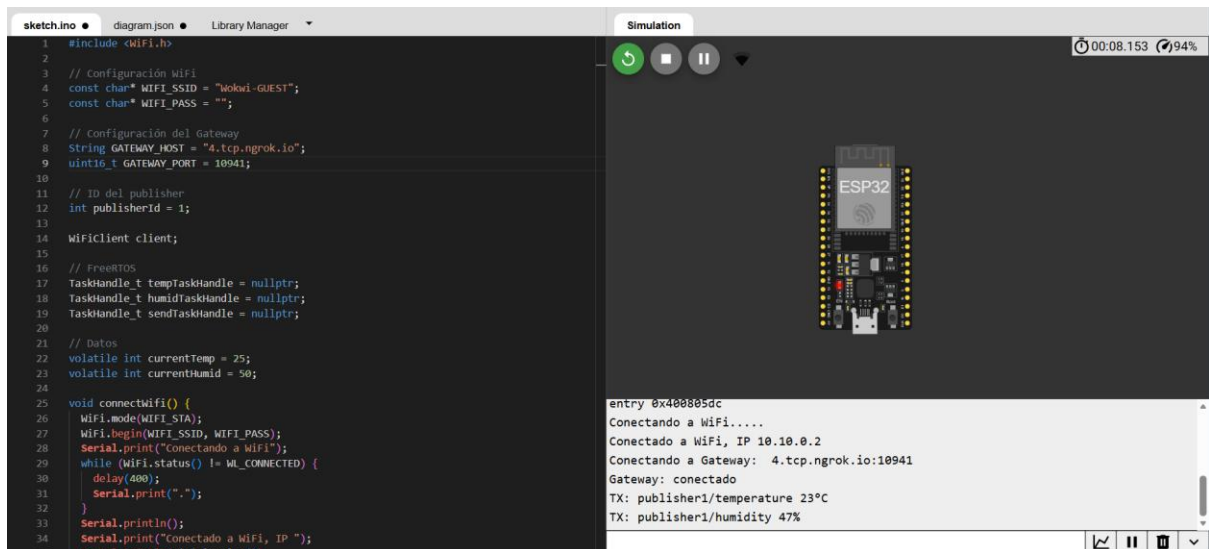 sketch.ino ● diagram.json ● Library Manager ▼
1 #include <WiFi.h>
2
3 // Configuración WiFi
4 const char* WIFI_SSID = "Wokwi-GUEST";
5 const char* WIFI_PASS = "";
6
7 // Configuración del Gateway
8 String GATEWAY_HOST = "4.tcp.ngrok.io";
9 uint16_t GATEWAY_PORT = 10941;
10
11 // ID del publisher
12 int publisherId = 1;
13
14 WiFiClient client;
15
16 // FreeRTOS
17 TaskHandle_t tempTaskHandle = nullptr;
18 TaskHandle_t humidTaskHandle = nullptr;
19 TaskHandle_t sendTaskHandle = nullptr;
20
21 // Datos
22 volatile int currentTemp = 25;
23 volatile int currentHumid = 50;
24
25 void connectWifi() {
26 WiFi.mode(WIFI_STA);
27 WiFi.begin(WIFI_SSID, WIFI_PASS);
28 Serial.print("Conectando a WiFi");
29 while (WiFi.status() != WL_CONNECTED) {
30 delay(400);
31 Serial.print(".");
32 }
33 Serial.println();
34 Serial.print("Conectado a WiFi, IP ");
Simulation
00:08.153 94%
ESP32
entry 0x400805dc
Conectando a WiFi.....
Conectado a WiFi, IP 10.10.0.2
Conectando a Gateway: 4.tcp.ngrok.io:10941
Gateway: conectado
TX: publisher1/temperature 23ºC
TX: publisher1/humidity 47%